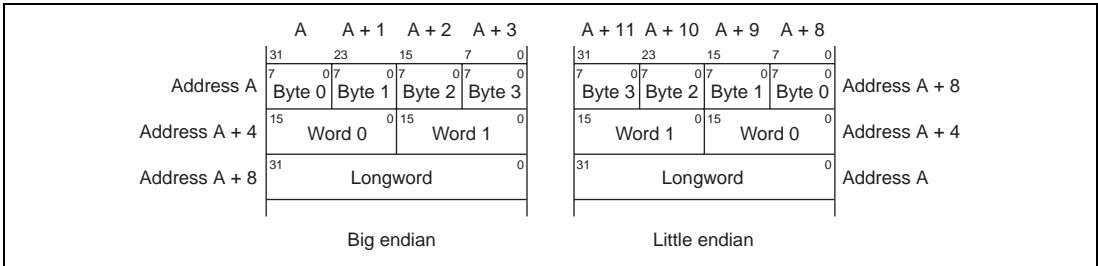 A A + 1 A + 2 A + 3 A + 11 A + 10 A + 9 A + 8
31 23 15 7 0 31 23 15 7 0
7 0 7 0 7 0 7 0 7 0 7 0 7 0 7 0
Address A Byte 0 Byte 1 Byte 2 Byte 3 Byte 3 Byte 2 Byte 1 Byte 0 Address A + 8
15 0 15 0 15 0 15 0
Address A + 4 Word 0 Word 1 Word 1 Word 0 Address A + 4
31 0 31 0
Address A + 8 Longword Longword Address A
Big endian Little endian